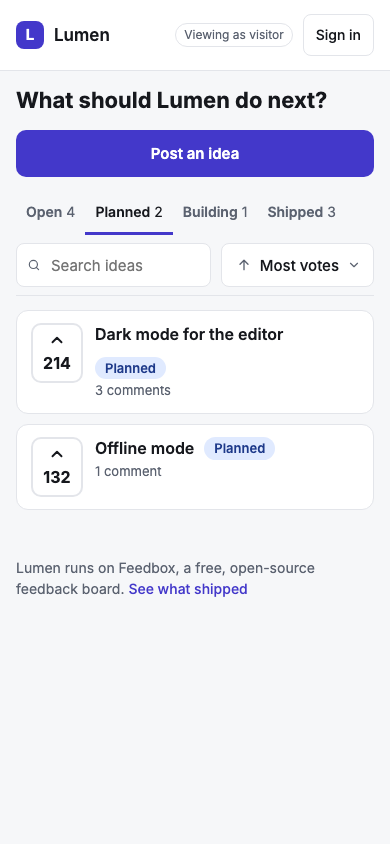 L Lumen Viewing as visitor Sign in
What should Lumen do next?
Post an idea
Open 4 Planned 2 Building 1 Shipped 3
Search ideas Most votes
214 Dark mode for the editor
Planned
3 comments
132 Offline mode Planned
1 comment
Lumen runs on Feedbox, a free, open-source
feedback board. See what shipped